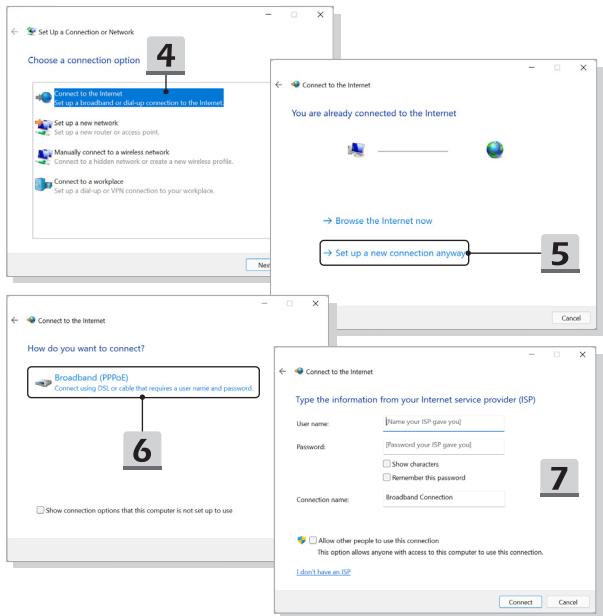 Set Up a Connection or Network
Choose a connection option
4
Connect to the Internet
Set up a broadband or dial-up connection to the Internet.
Set up a new network
Set up a new router or access point.
Manually connect to a wireless network
Connect to a hidden network or create a new wireless profile.
Connect to a workplace
Set up a dial-up or VPN connection to your workplace.
Connect to the Internet
You are already connected to the Internet
→ Browse the Internet now
→ Set up a new connection anyway
5
Cancel
Connect to the Internet
How do you want to connect?
Broadband (PPPoE)
Connect using DSL or cable that requires a user name and password.
6
Show connection options that this computer is not set up to use
Connect to the Internet
Type the information from your Internet service provider (ISP)
User name: [Name your ISP gave you]
Password: [Password your ISP gave you]
Show characters
Remember this password
7
Connection name: Broadband Connection
Allow other people to use this connection
This option allows anyone with access to this computer to use this connection.
I don't have an ISP
Connect Cancel